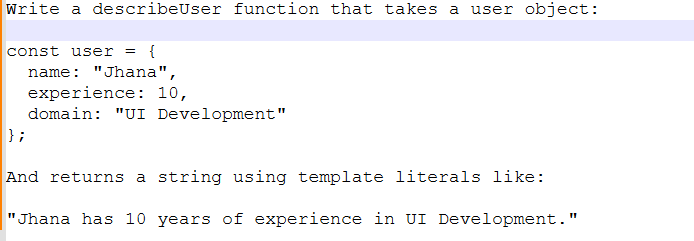 Write a describeUser function that takes a user object:
const user = {
  name: "Jhana",
  experience: 10,
  domain: "UI Development"
};
And returns a string using template literals like:
"Jhana has 10 years of experience in UI Development."